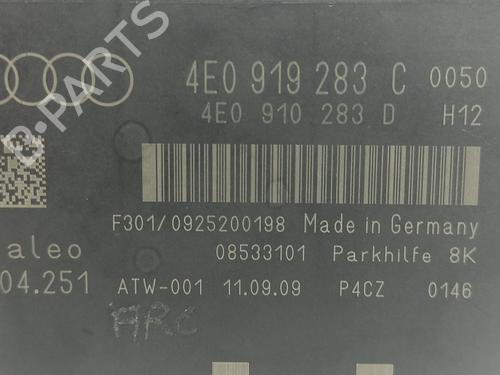 4E0 919 283 C 0050
4E0 910 283 D H12
B-PARTS
F301/0925200198 Made in Germany
aleo 08533101 Parkhilfe 8K
04.251 ATW-001 11.09.09 P4CZ 0146
ARC